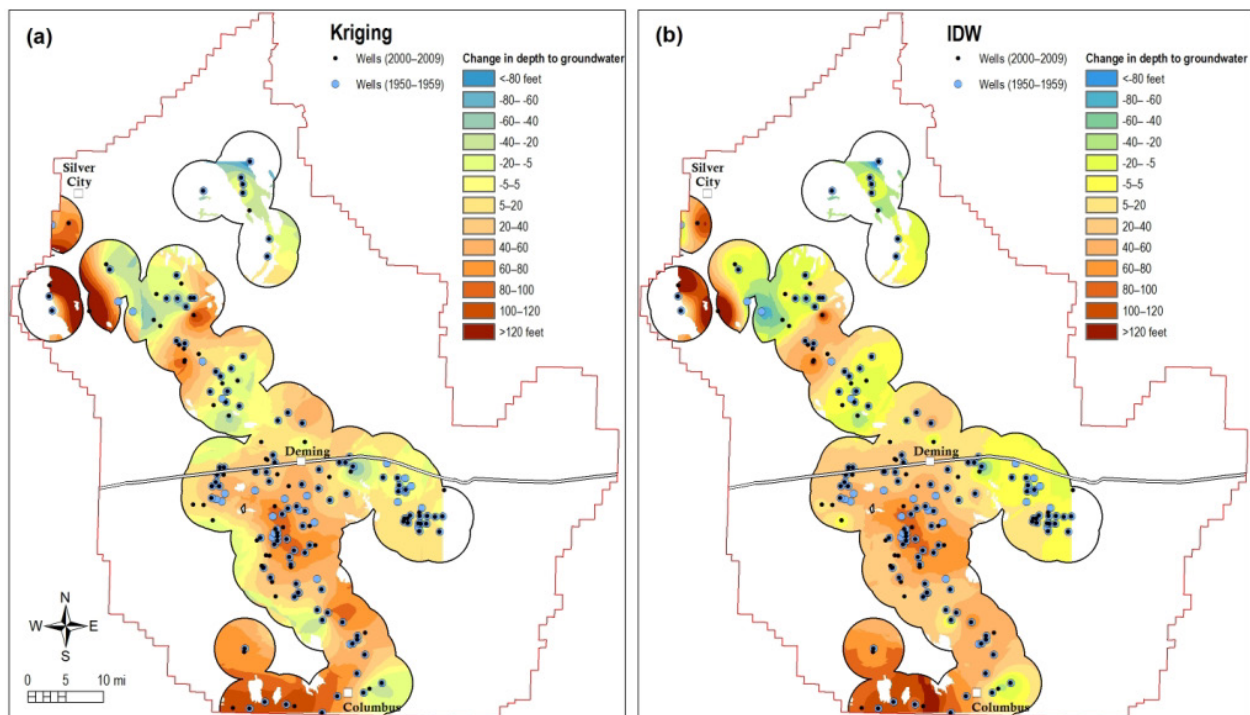 (a)
Kriging
Wells (2000–2009)
Wells (1950–1959)
Change in depth to groundwater
<-80 feet
-80– -60
-60– -40
-40– -20
-20– -5
-5–5
5–20
20–40
40–60
60–80
80–100
100–120
>120 feet
Silver
City
Deming
Columbus
N
W E
S
0 5 10 mi
(b)
IDW
Wells (2000–2009)
Wells (1950–1959)
Change in depth to groundwater
<-80 feet
-80– -60
-60– -40
-40– -20
-20– -5
-5–5
5–20
20–40
40–60
60–80
80–100
100–120
>120 feet
Silver
City
Deming
Columbus